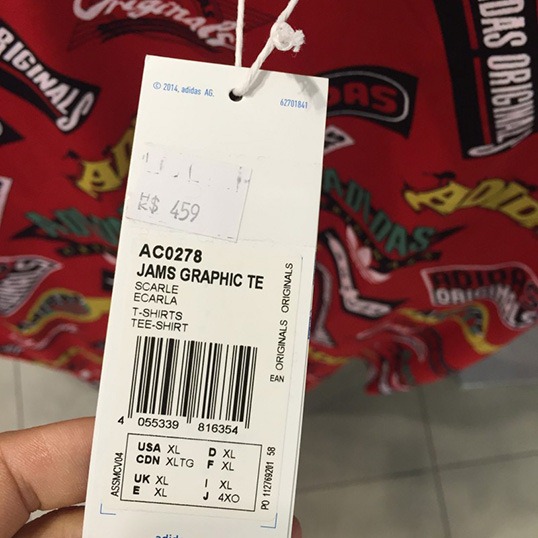 Originals
ORIGINALS
ADIDAS ORIGINALS
ADIDAS
© 2014, adidas AG.
62701841
HK$ 459
AC0278
JAMS GRAPHIC TE
SCARLE
ECARLA
T-SHIRTS
TEE-SHIRT
EAN ORIGINALS ORIGINALS
4 055339 816354
USA XL D XL
CDN XLTG F XL
UK XL I XL
E XL J 4XO
ASSMCV04
PO 112769201 58